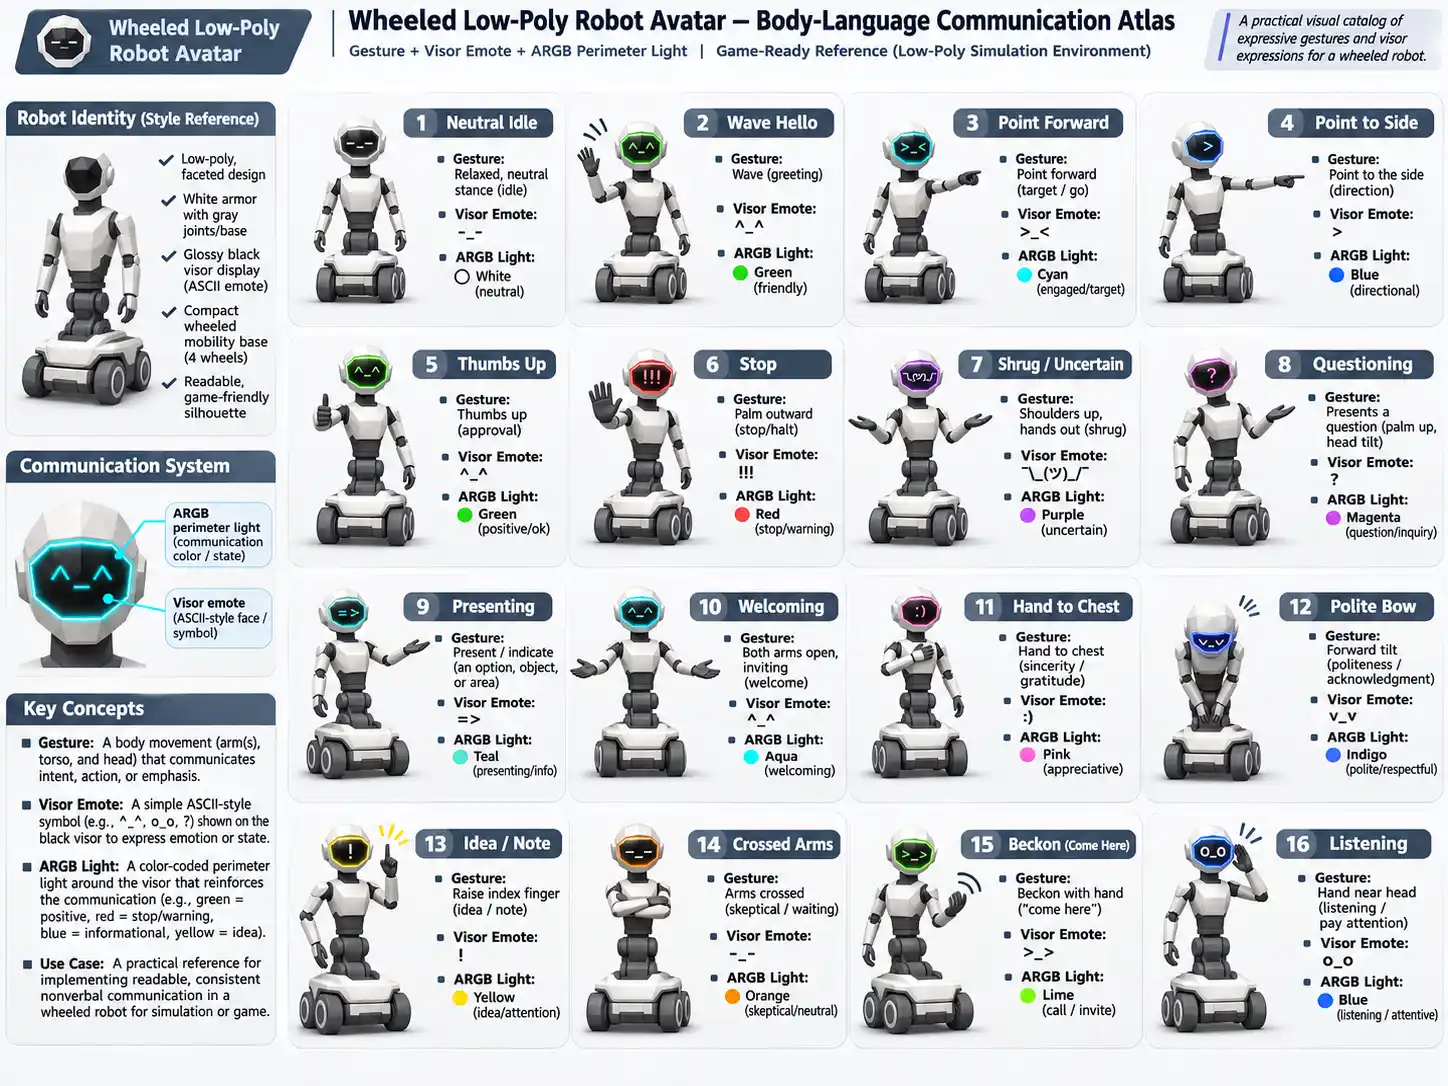 Wheeled Low-Poly
Robot Avatar
Wheeled Low-Poly Robot Avatar — Body-Language Communication Atlas
Gesture + Visor Emote + ARGB Perimeter Light | Game-Ready Reference (Low-Poly Simulation Environment)
A practical visual catalog of
expressive gestures and visor
expressions for a wheeled robot.
Robot Identity (Style Reference)
Low-poly,
faceted design
White armor
with gray
joints/base
Glossy black
visor display
(ASCII emote)
Compact
wheeled
mobility base
(4 wheels)
Readable,
game-friendly
silhouette
Communication System
^_^
ARGB
perimeter light
(communication
color / state)
Visor emote
(ASCII-style face /
symbol)
Key Concepts
Gesture: A body movement (arm(s),
torso, and head) that communicates
intent, action, or emphasis.
Visor Emote: A simple ASCII-style
symbol (e.g., ^_^, o_o, ?) shown on the
black visor to express emotion or state.
ARGB Light: A color-coded perimeter
light around the visor that reinforces
the communication (e.g., green =
positive, red = stop/warning,
blue = informational, yellow = idea).
Use Case: A practical reference for
implementing readable, consistent
nonverbal communication in a
wheeled robot for simulation or game.
1 Neutral Idle
-_-
Gesture:
Relaxed, neutral
stance (idle)
Visor Emote:
-_-
ARGB Light:
White
(neutral)
2 Wave Hello
^_^
Gesture:
Wave (greeting)
Visor Emote:
^_^
ARGB Light:
Green
(friendly)
3 Point Forward
>_<
Gesture:
Point forward
(target / go)
Visor Emote:
>_<
ARGB Light:
Cyan
(engaged/target)
4 Point to Side
>
Gesture:
Point to the side
(direction)
Visor Emote:
>
ARGB Light:
Blue
(directional)
5 Thumbs Up
^_^
Gesture:
Thumbs up
(approval)
Visor Emote:
^_^
ARGB Light:
Green
(positive/ok)
6 Stop
!!!
Gesture:
Palm outward
(stop/halt)
Visor Emote:
!!!
ARGB Light:
Red
(stop/warning)
7 Shrug / Uncertain
¯\_(ツ)_/¯
Gesture:
Shoulders up,
hands out (shrug)
Visor Emote:
¯\_(ツ)_/¯
ARGB Light:
Purple
(uncertain)
8 Questioning
?
Gesture:
Presents a
question (palm up,
head tilt)
Visor Emote:
?
ARGB Light:
Magenta
(question/inquiry)
9 Presenting
=>
Gesture:
Present / indicate
(an option, object,
or area)
Visor Emote:
=>
ARGB Light:
Teal
(presenting/info)
10 Welcoming
^_^
Gesture:
Both arms open,
inviting
(welcome)
Visor Emote:
^_^
ARGB Light:
Aqua
(welcoming)
11 Hand to Chest
:)
Gesture:
Hand to chest
(sincerity /
gratitude)
Visor Emote:
:)
ARGB Light:
Pink
(appreciative)
12 Polite Bow
v_v
Gesture:
Forward tilt
(politeness /
acknowledgment)
Visor Emote:
v_v
ARGB Light:
Indigo
(polite/respectful)
13 Idea / Note
!
Gesture:
Raise index finger
(idea / note)
Visor Emote:
!
ARGB Light:
Yellow
(idea/attention)
14 Crossed Arms
-_-
Gesture:
Arms crossed
(skeptical / waiting)
Visor Emote:
-_-
ARGB Light:
Orange
(skeptical/neutral)
15 Beckon (Come Here)
>_>
Gesture:
Beckon with hand
(“come here”)
Visor Emote:
>_>
ARGB Light:
Lime
(call / invite)
16 Listening
o_o
Gesture:
Hand near head
(listening /
pay attention)
Visor Emote:
o_o
ARGB Light:
Blue
(listening / attentive)